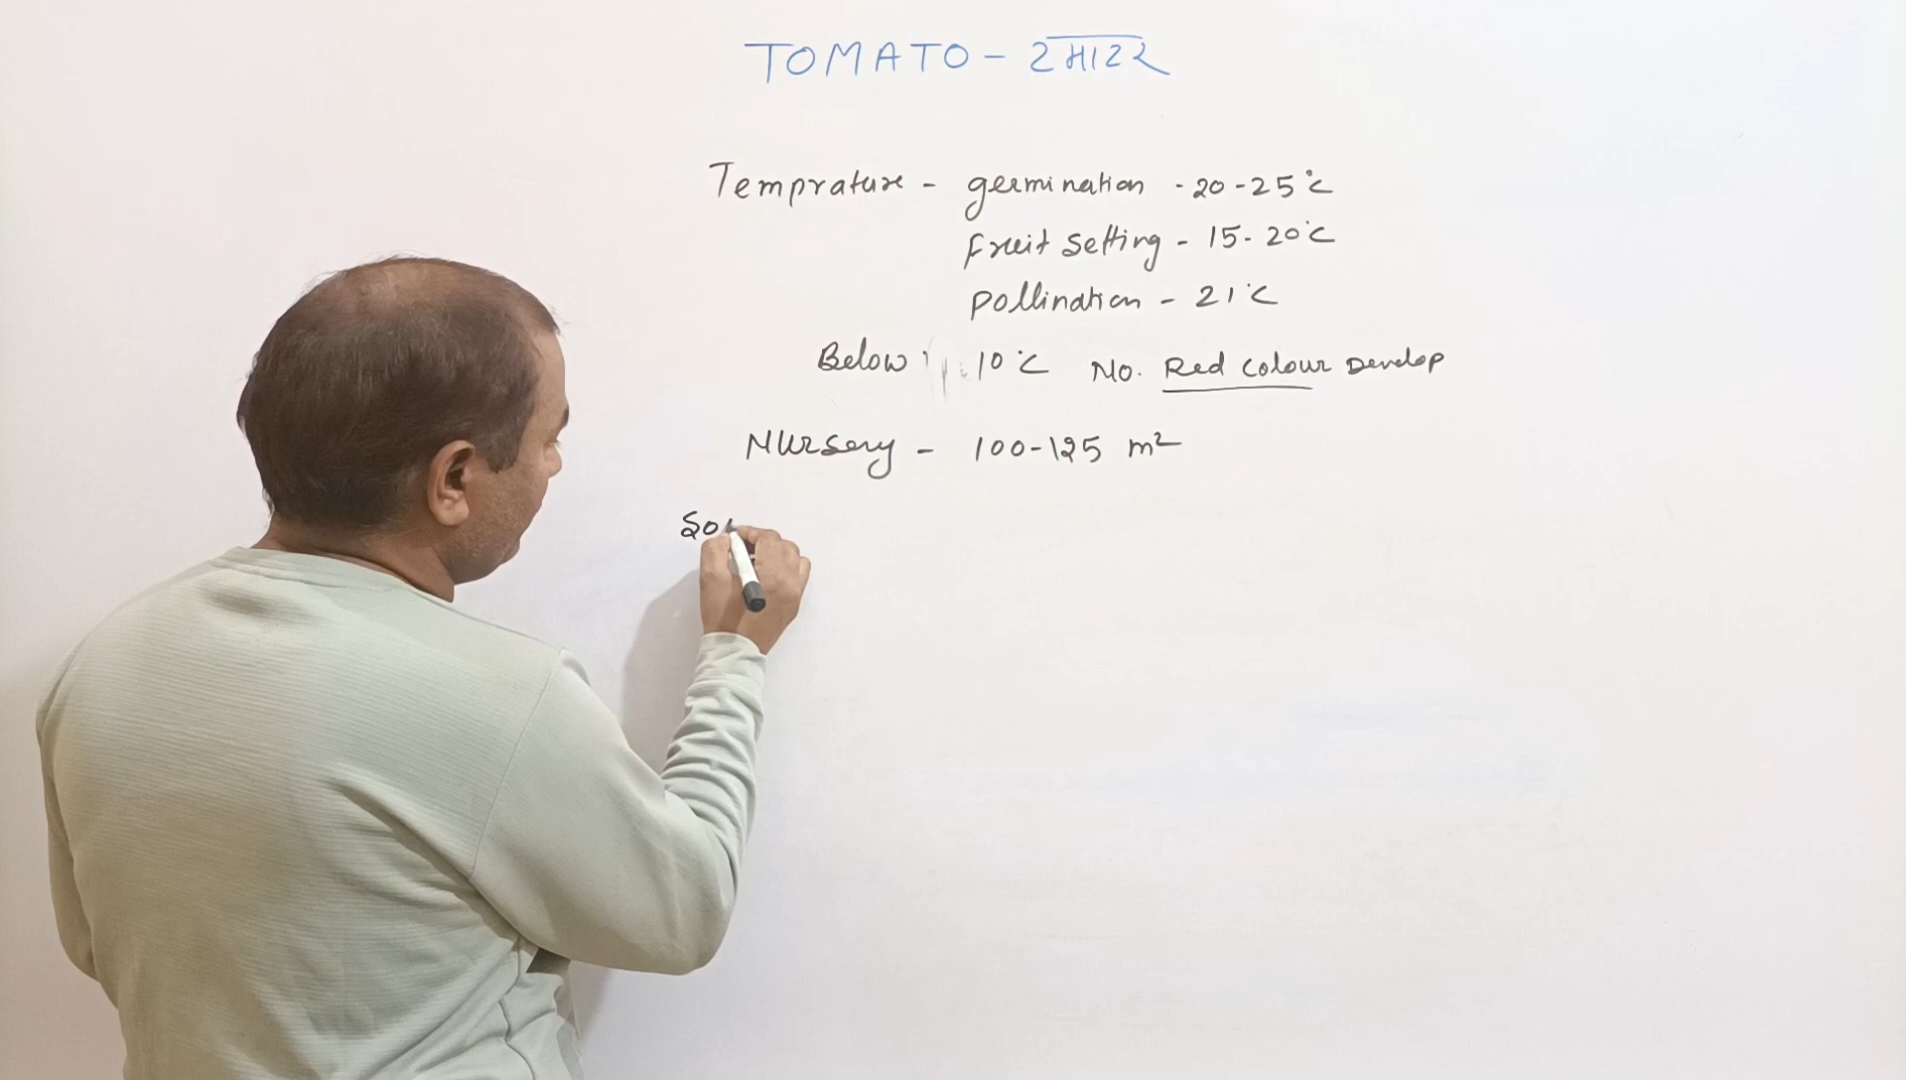 TOMATO - टमाटर
Temprature - germination - 20-25°c
fruit setting - 15-20°c
pollination - 21°c
Below 10°c No. Red colour Develop
Nursery - 100-125 m²
So